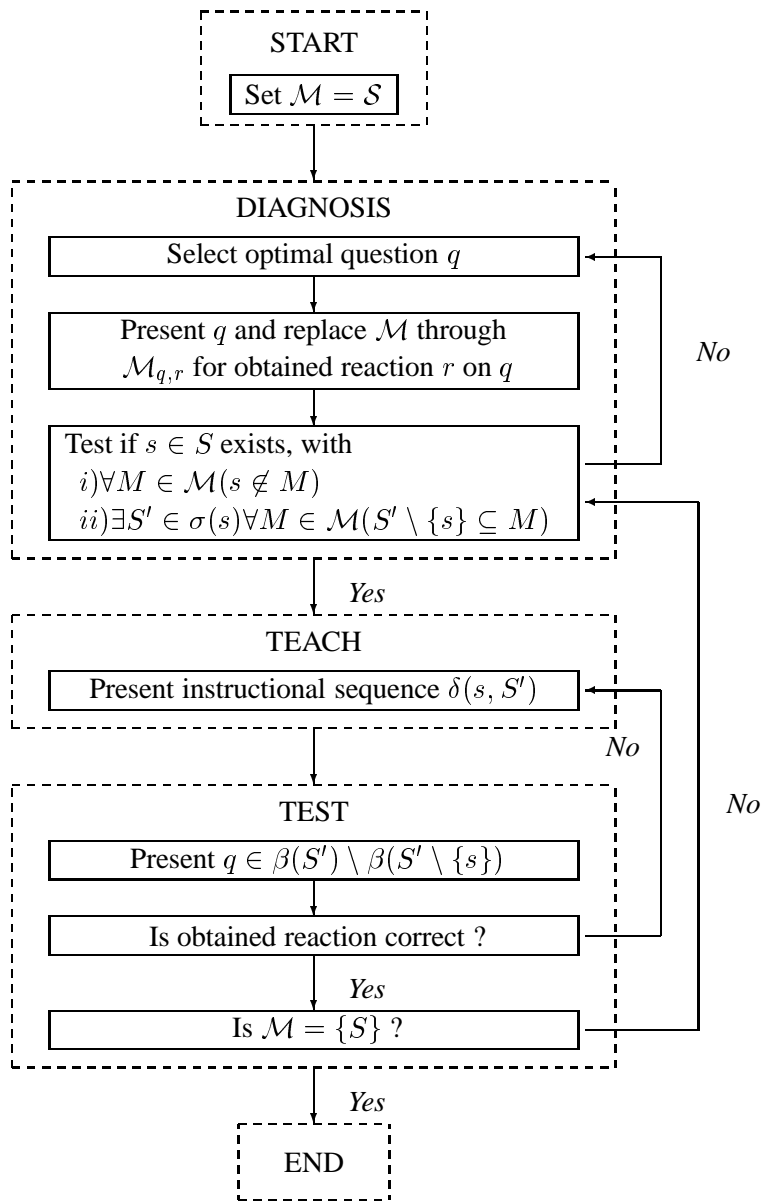 START
Set ℳ = 𝒮
DIAGNOSIS
Select optimal question q
Present q and replace ℳ through
ℳ_{q,r} for obtained reaction r on q
No
Test if s ∈ S exists, with
i)∀M ∈ ℳ(s ∉ M)
ii)∃S′ ∈ σ(s)∀M ∈ ℳ(S′ \ {s} ⊆ M)
Yes
TEACH
Present instructional sequence δ(s, S′)
No
TEST
No
Present q ∈ β(S′) \ β(S′ \ {s})
Is obtained reaction correct ?
Yes
Is ℳ = {S} ?
Yes
END